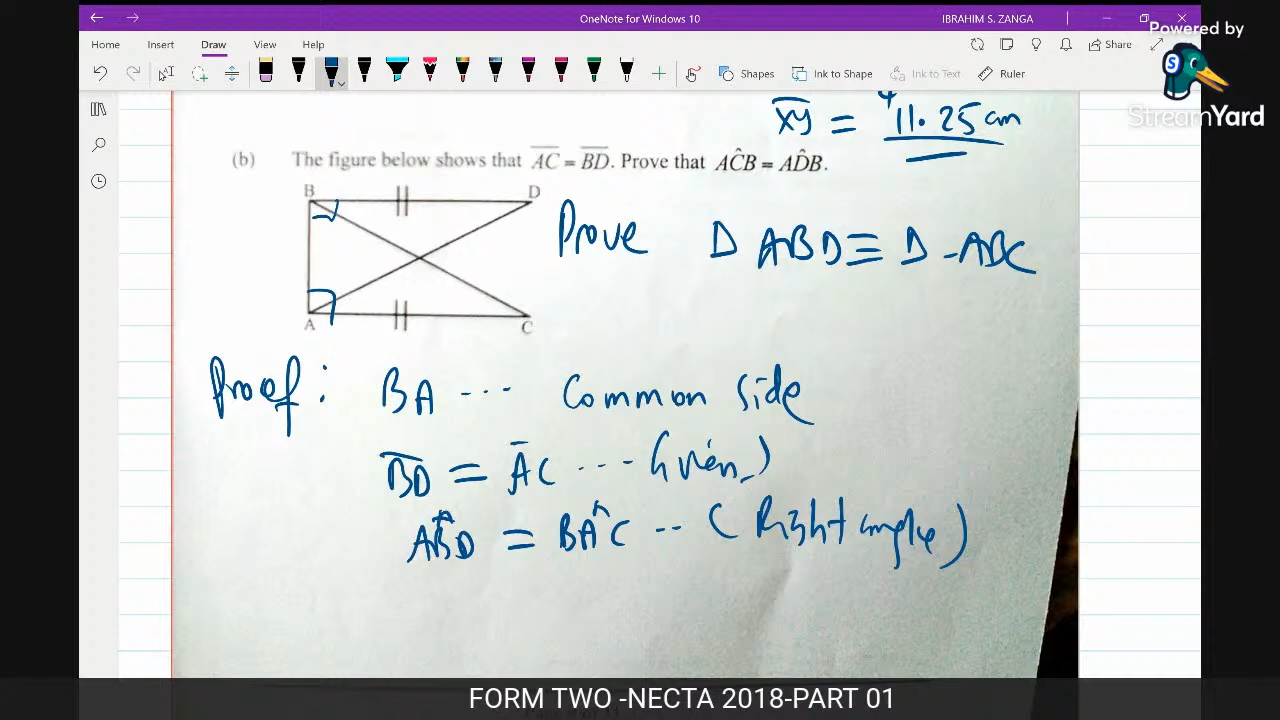 OneNote for Windows 10
IBRAHIM S. ZANGA
Powered by
StreamYard
Home Insert Draw View Help
Share
Shapes Ink to Shape Ink to Text Ruler
XY = 11.25 cm
(b) The figure below shows that AC = BD. Prove that AĈB = AD̂B.
B D
A C
Prove Δ ABD ≡ Δ ABC
Proof: BA --- Common side
BD = AC --- (Given)
AB̂D = BÂC -- (Right angle)
FORM TWO -NECTA 2018-PART 01